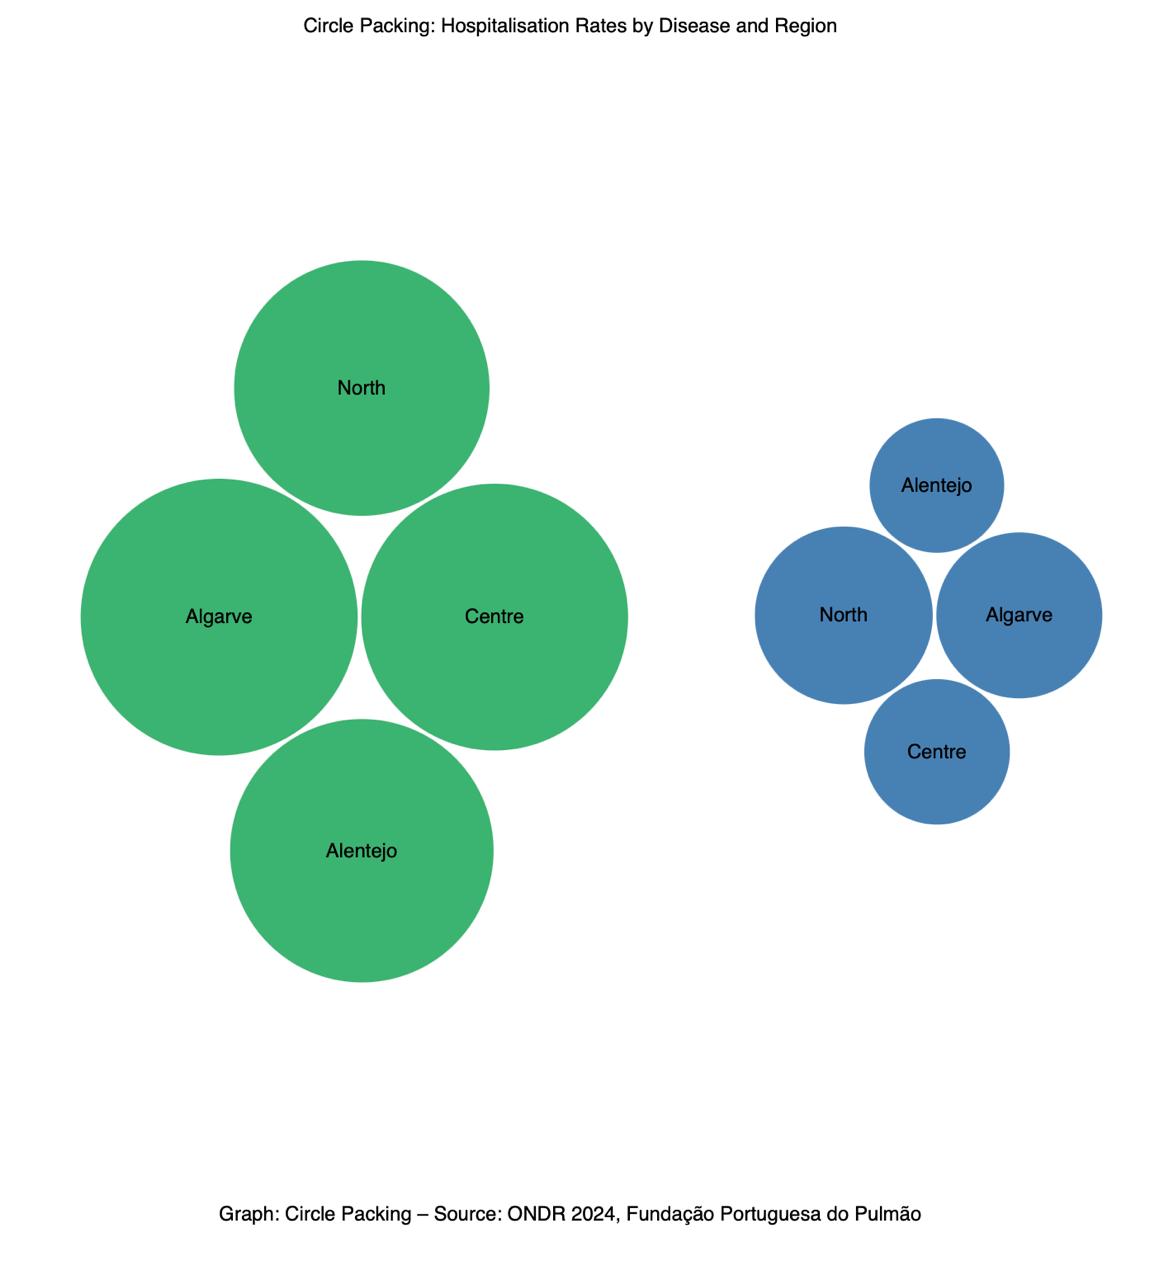 Circle Packing: Hospitalisation Rates by Disease and Region
North
Algarve
Centre
Alentejo
Alentejo
North
Algarve
Centre
Graph: Circle Packing – Source: ONDR 2024, Fundação Portuguesa do Pulmão